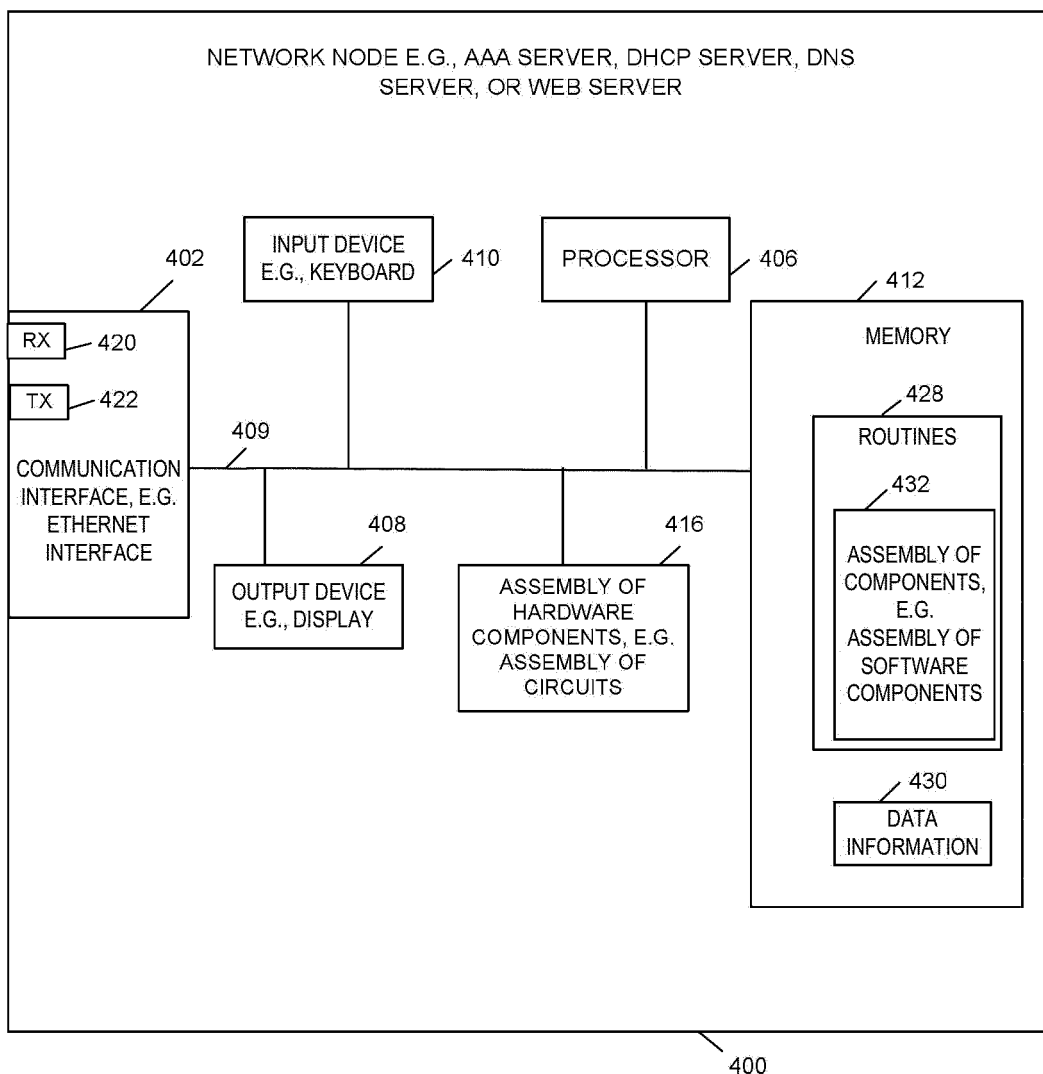 NETWORK NODE E.G., AAA SERVER, DHCP SERVER, DNS
SERVER, OR WEB SERVER
402
INPUT DEVICE
E.G., KEYBOARD
410
PROCESSOR
406
412
RX
420
TX
422
COMMUNICATION
INTERFACE, E.G.
ETHERNET
INTERFACE
409
MEMORY
428
ROUTINES
432
ASSEMBLY OF
COMPONENTS,
E.G.
ASSEMBLY OF
SOFTWARE
COMPONENTS
408
OUTPUT DEVICE
E.G., DISPLAY
416
ASSEMBLY OF
HARDWARE
COMPONENTS, E.G.
ASSEMBLY OF
CIRCUITS
430
DATA
INFORMATION
400